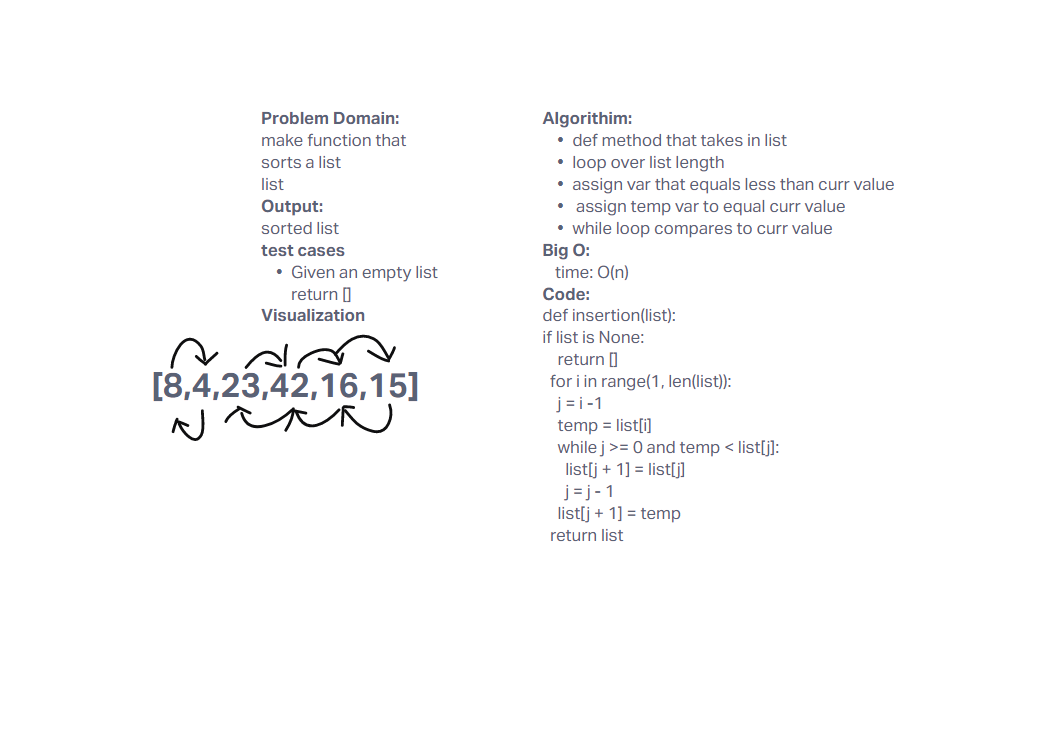 Problem Domain:
make function that
sorts a list
list
Output:
sorted list
test cases
• Given an empty list
return []
Visualization
[8,4,23,42,16,15]
Algorithim:
• def method that takes in list
• loop over list length
• assign var that equals less than curr value
• assign temp var to equal curr value
• while loop compares to curr value
Big O:
time: O(n)
Code:
def insertion(list):
if list is None:
return []
for i in range(1, len(list)):
j = i -1
temp = list[i]
while j >= 0 and temp < list[j]:
list[j + 1] = list[j]
j = j - 1
list[j + 1] = temp
return list